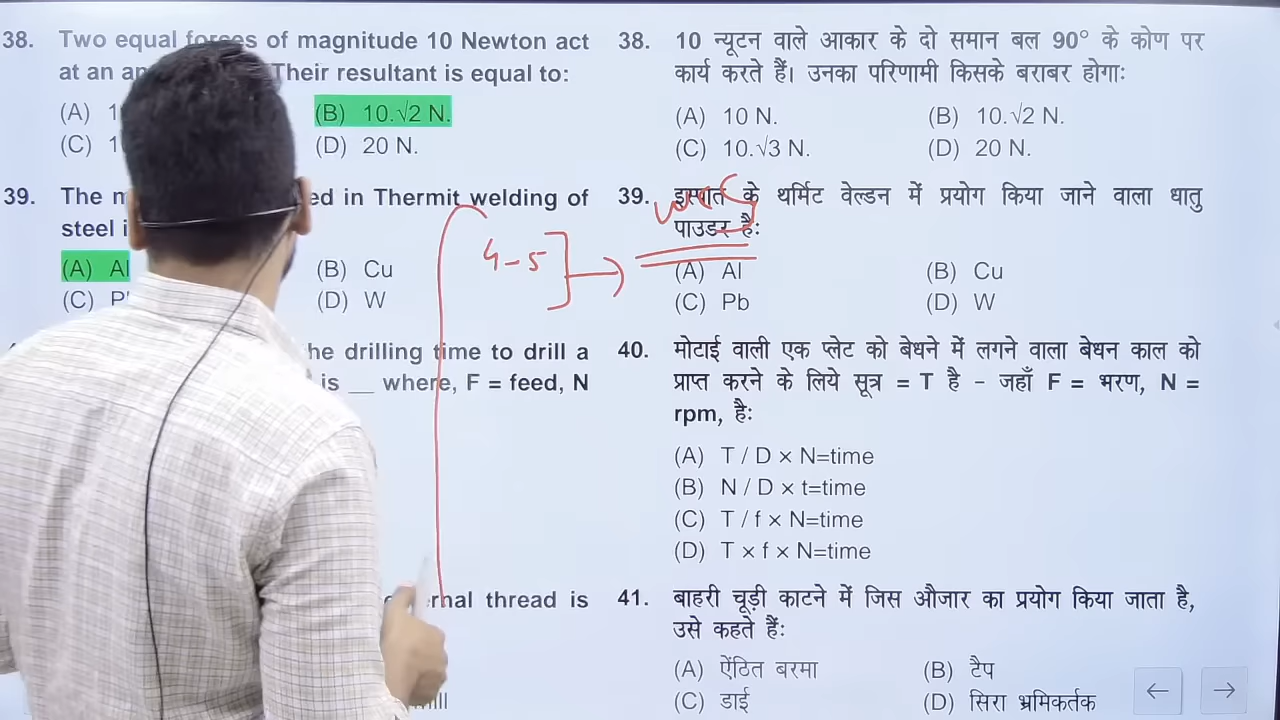 38. Two equal forces of magnitude 10 Newton act
at an Their resultant is equal to:
(A) (B) 10.√2 N.
(C) (D) 20 N.
39. The in Thermit welding of
steel
(A) Al (B) Cu
(C) (D) W
the drilling time to drill a
is __ where, F = feed, N
thread is
38. 10 न्यूटन वाले आकार के दो समान बल 90° के कोण पर
कार्य करते हैं। उनका परिणामी किसके बराबर होगाः
(A) 10 N. (B) 10.√2 N.
(C) 10.√3 N. (D) 20 N.
39. इस्पात के थर्मिट वेल्डन में प्रयोग किया जाने वाला धातु
पाउडर हैः
4-5
(A) Al (B) Cu
(C) Pb (D) W
40. मोटाई वाली एक प्लेट को बेधने में लगने वाला बेधन काल को
प्राप्त करने के लिये सूत्र = T है – जहाँ F = भरण, N =
rpm, हैः
(A) T / D × N=time
(B) N / D × t=time
(C) T / f × N=time
(D) T × f × N=time
41. बाहरी चूड़ी काटने में जिस औजार का प्रयोग किया जाता है,
उसे कहते हैंः
(A) ऐंठित बरमा (B) टैप
(C) डाई (D) सिरा भ्रमिकर्तक